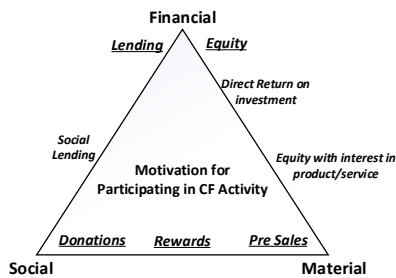 Financial
Lending
Equity
Direct Return on
investment
Social
Lending
Equity with interest in
product/service
Motivation for
Participating in CF Activity
Donations
Rewards
Pre Sales
Social
Material